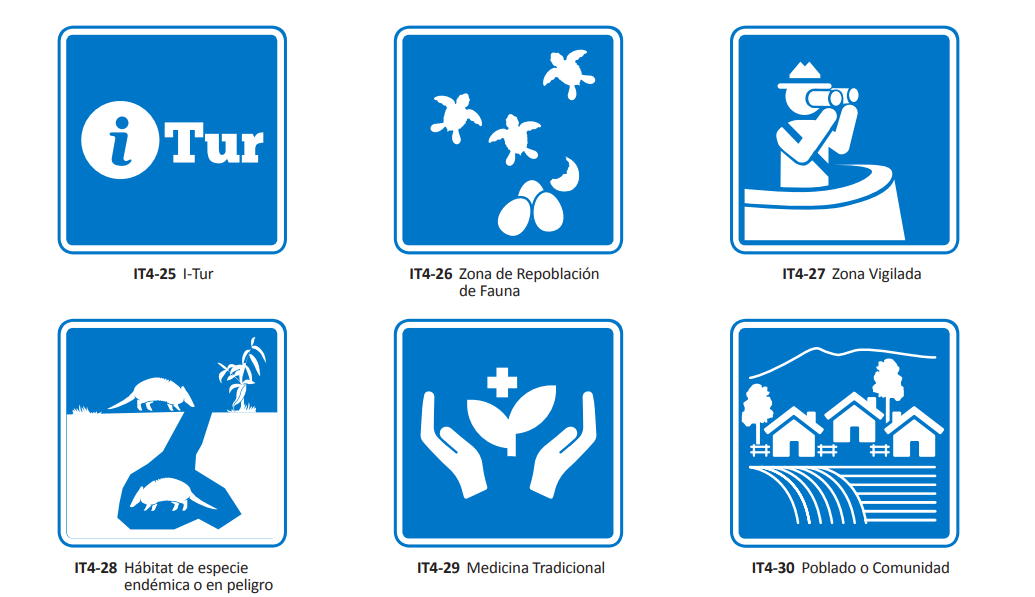 i Tur
IT4-25 I-Tur
IT4-26 Zona de Repoblación
de Fauna
IT4-27 Zona Vigilada
IT4-28 Hábitat de especie
endémica o en peligro
IT4-29 Medicina Tradicional
IT4-30 Poblado o Comunidad